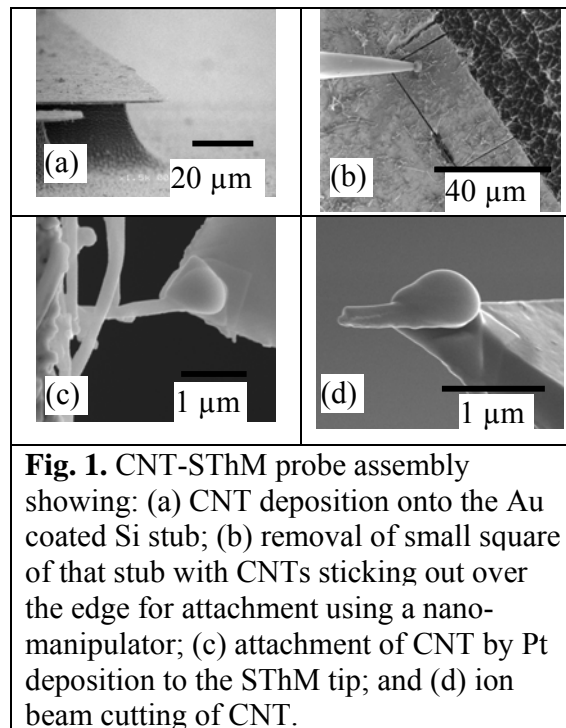 (a)
20 µm
(b)
40 µm
(c)
1 µm
(d)
1 µm
Fig. 1. CNT-SThM probe assembly
showing: (a) CNT deposition onto the Au
coated Si stub; (b) removal of small square
of that stub with CNTs sticking out over
the edge for attachment using a nano-
manipulator; (c) attachment of CNT by Pt
deposition to the SThM tip; and (d) ion
beam cutting of CNT.